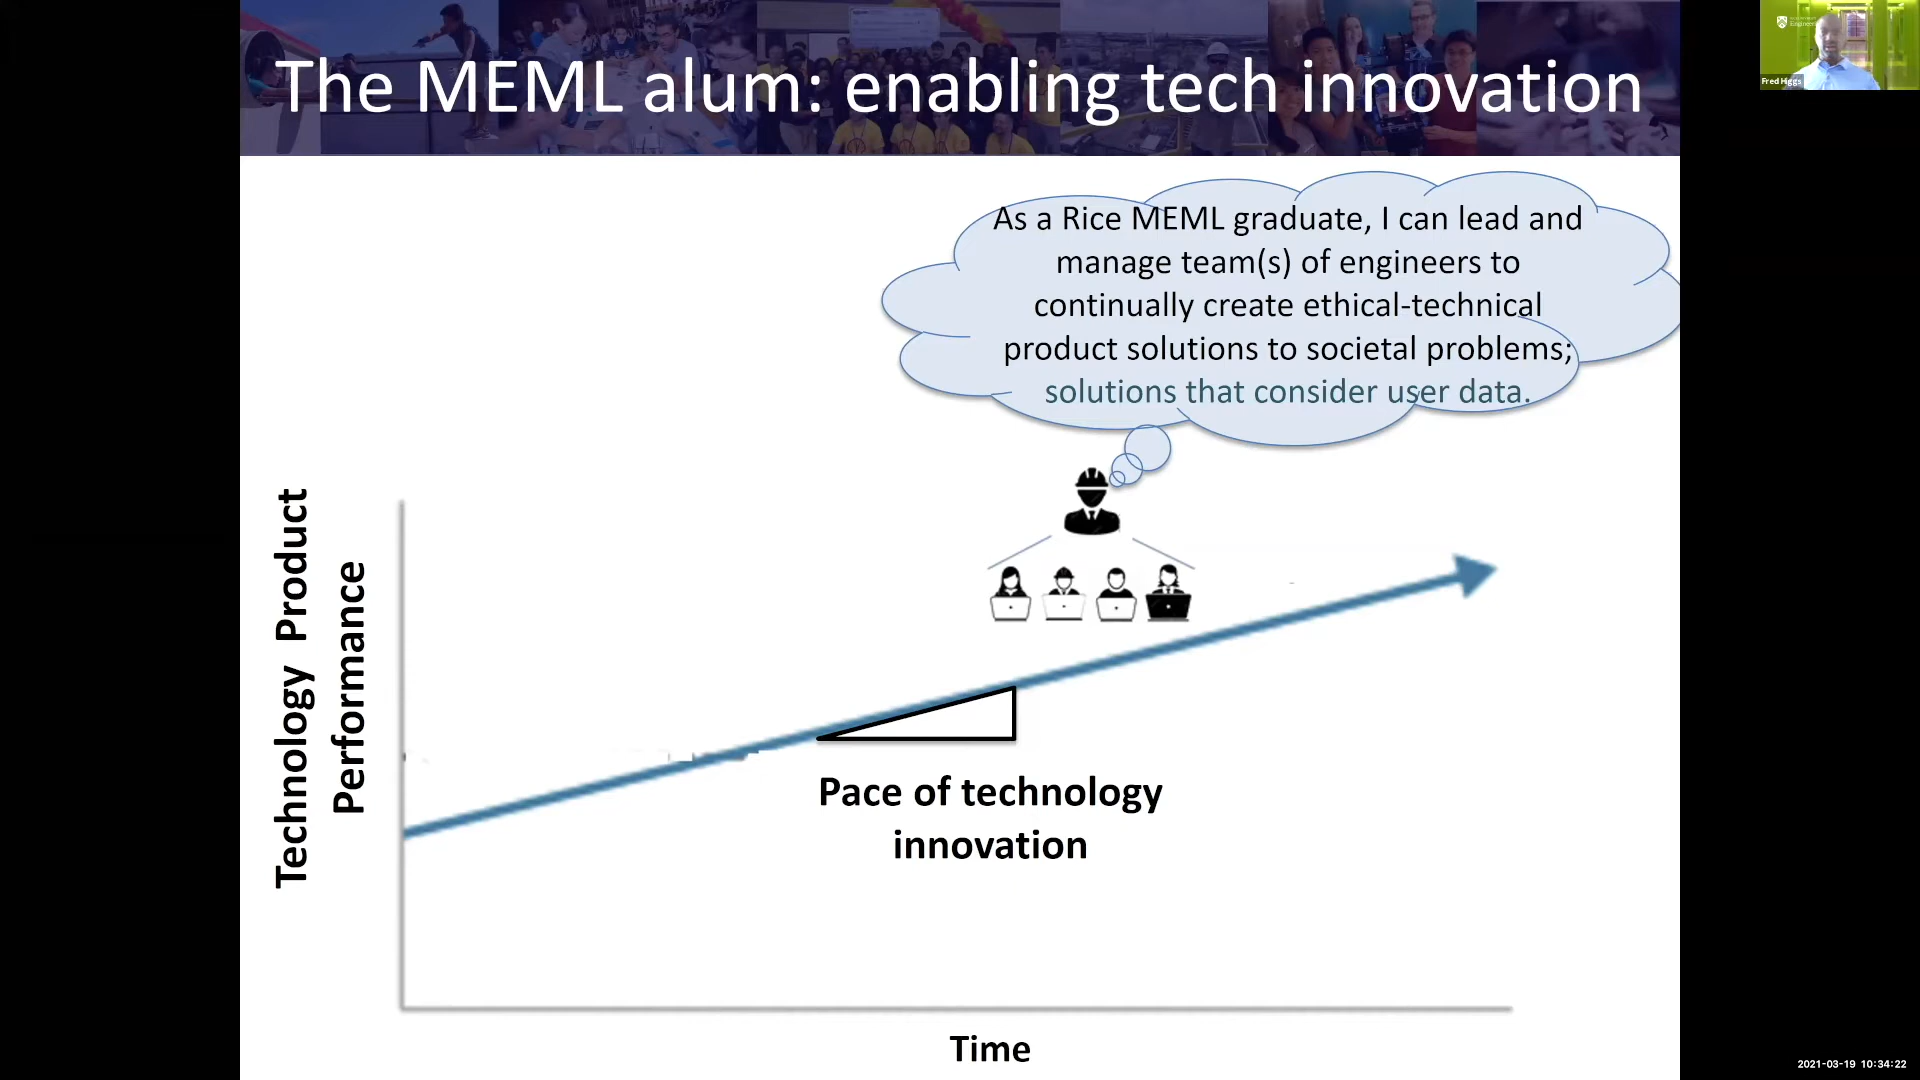 The MEML alum: enabling tech innovation
Fred Higgs
As a Rice MEML graduate, I can lead and
manage team(s) of engineers to
continually create ethical-technical
product solutions to societal problems;
solutions that consider user data.
Technology Product
Performance
Pace of technology
innovation
Time
2021-03-19 10:34:22